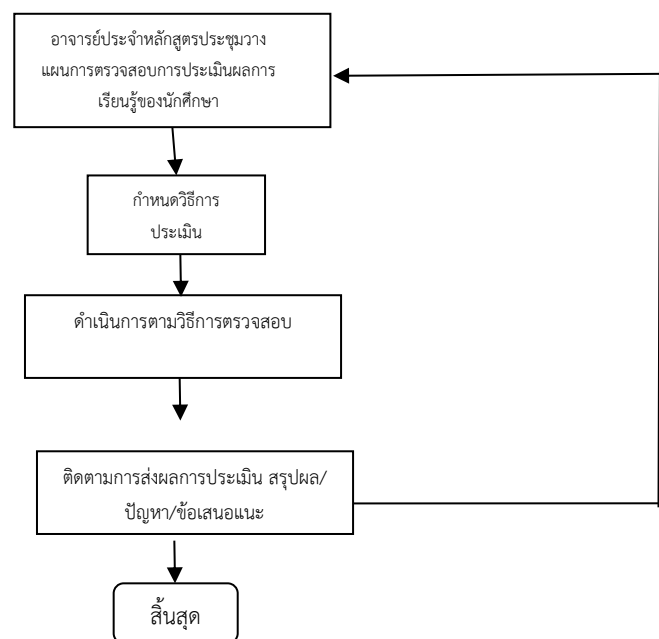 อาจารย์ประจำหลักสูตรประชุมวาง
แผนการตรวจสอบการประเมินผลการ
เรียนรู้ของนักศึกษา
กำหนดวิธีการ
ประเมิน
ดำเนินการตามวิธีการตรวจสอบ
ติดตามการส่งผลการประเมิน สรุปผล/
ปัญหา/ข้อเสนอแนะ
สิ้นสุด